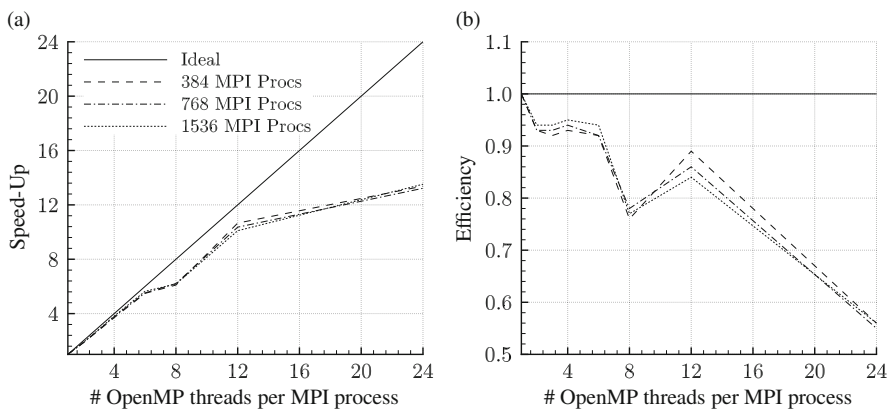 (a)
24
20
16
12
8
4
Speed-Up
Ideal
384 MPI Procs
768 MPI Procs
1536 MPI Procs
4 8 12 16 20 24
# OpenMP threads per MPI process
(b)
1.1
1.0
0.9
0.8
0.7
0.6
0.5
Efficiency
4 8 12 16 20 24
# OpenMP threads per MPI process